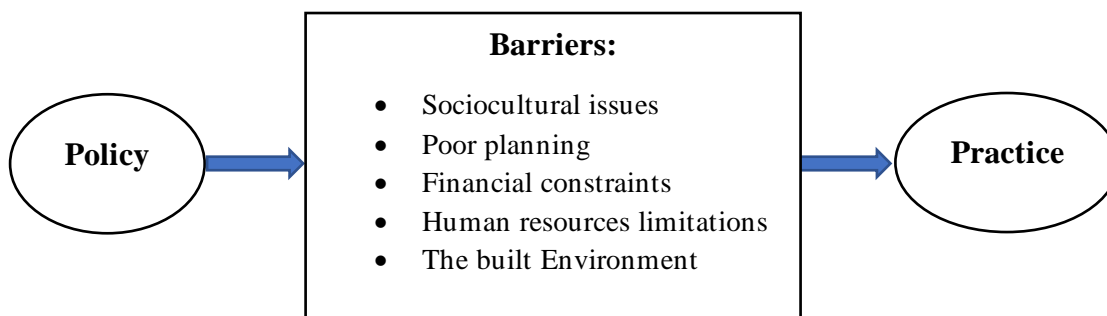 Policy
Barriers:
• Sociocultural issues
• Poor planning
• Financial constraints
• Human resources limitations
• The built Environment
Practice